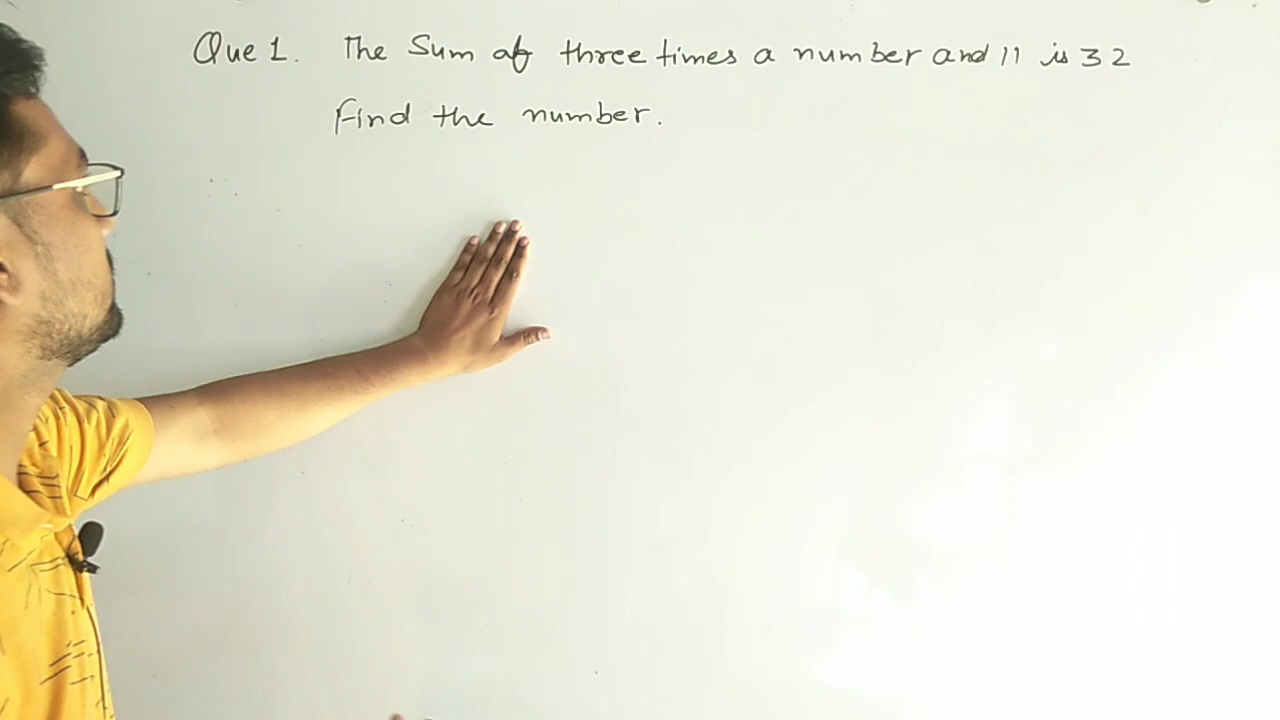 Que 1. The Sum of three times a number and 11 is 32
Find the number.